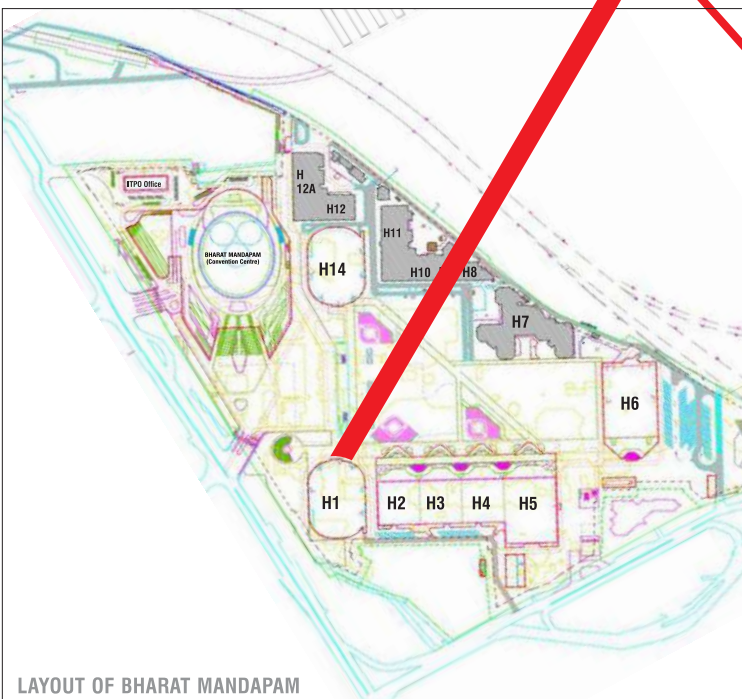 ITPO Office
H
12A
H12
BHARAT MANDAPAM
(Convention Centre)
H11
H14
H10
H8
H7
H6
H1
H2
H3
H4
H5
LAYOUT OF BHARAT MANDAPAM